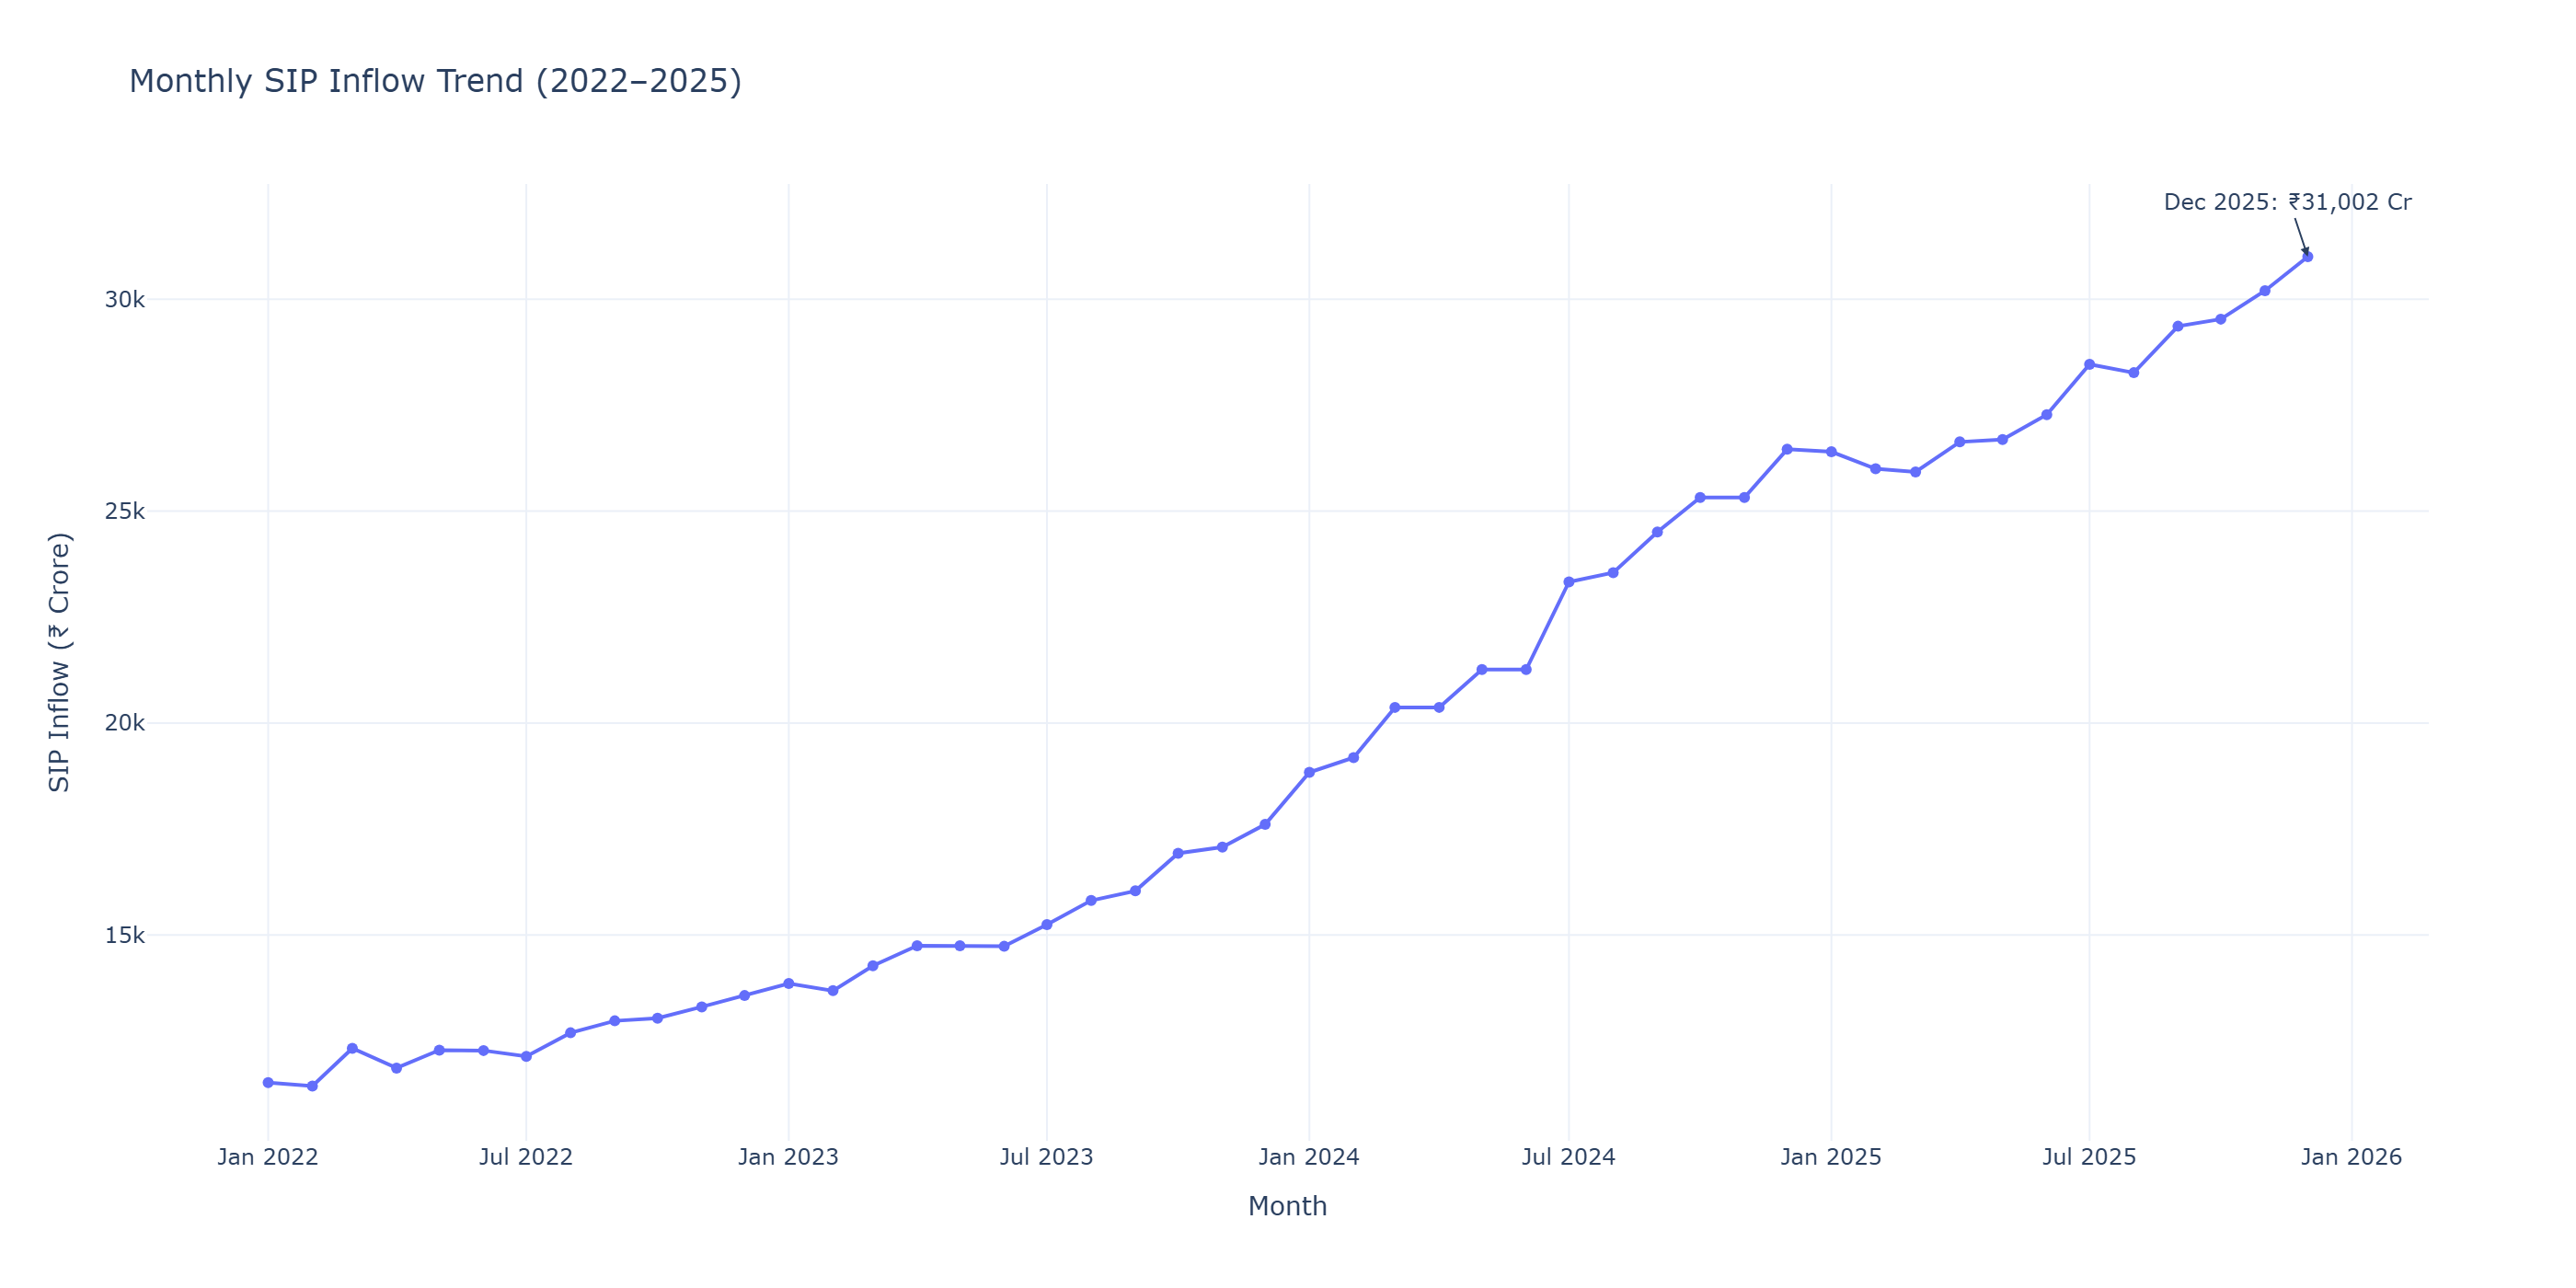 Monthly SIP Inflow Trend (2022–2025)
Dec 2025: ₹31,002 Cr
30k
25k
20k
15k
SIP Inflow (₹ Crore)
Jan 2022
Jul 2022
Jan 2023
Jul 2023
Jan 2024
Jul 2024
Jan 2025
Jul 2025
Jan 2026
Month